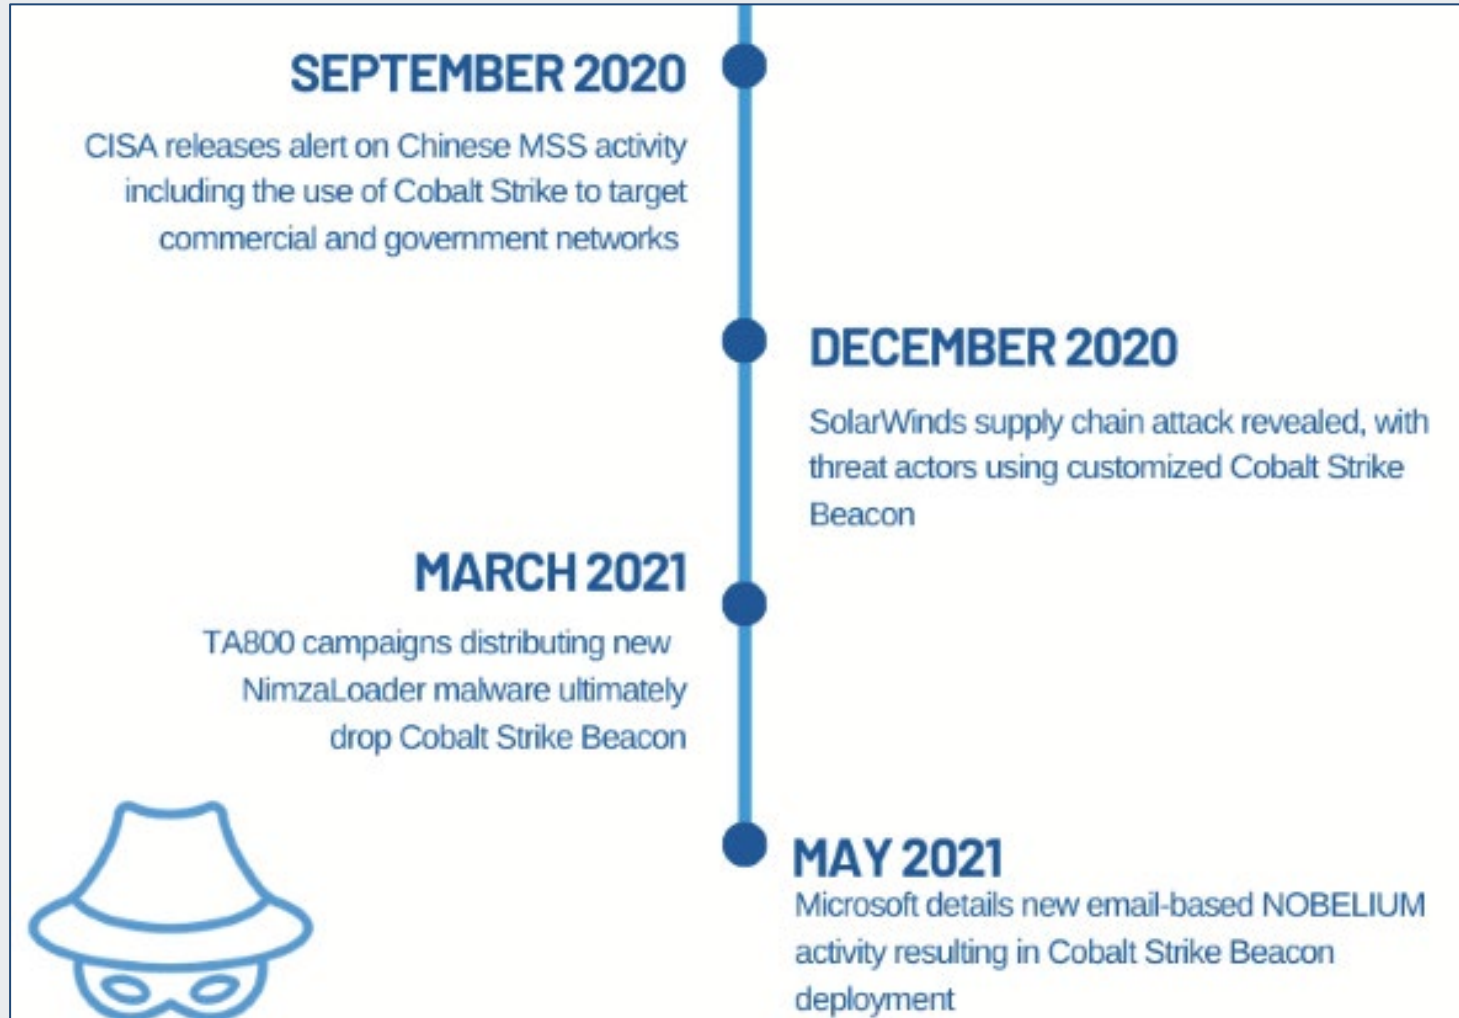 SEPTEMBER 2020
CISA releases alert on Chinese MSS activity
including the use of Cobalt Strike to target
commercial and government networks
DECEMBER 2020
SolarWinds supply chain attack revealed, with
threat actors using customized Cobalt Strike
Beacon
MARCH 2021
TA800 campaigns distributing new
NimzaLoader malware ultimately
drop Cobalt Strike Beacon
MAY 2021
Microsoft details new email-based NOBELIUM
activity resulting in Cobalt Strike Beacon
deployment